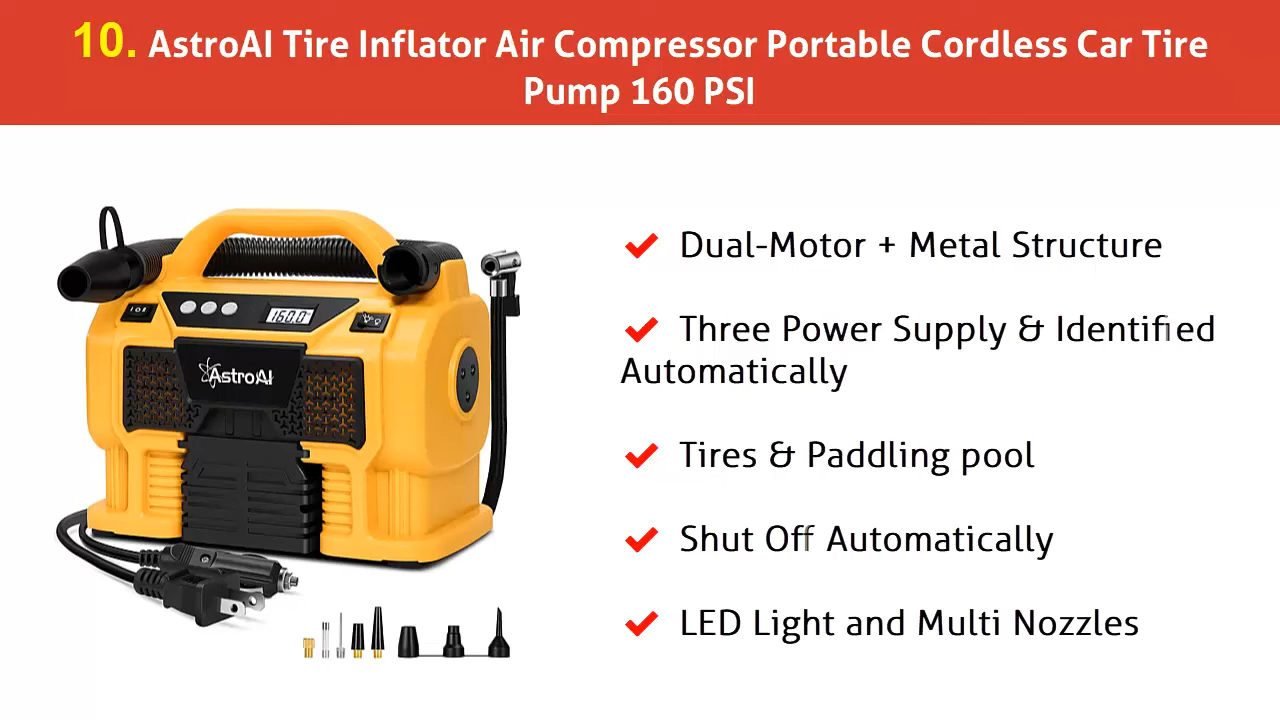 10. AstroAI Tire Inflator Air Compressor Portable Cordless Car Tire
Pump 160 PSI
160.0
AstroAI
Dual-Motor + Metal Structure
Three Power Supply & Identified
Automatically
Tires & Paddling pool
Shut Off Automatically
LED Light and Multi Nozzles